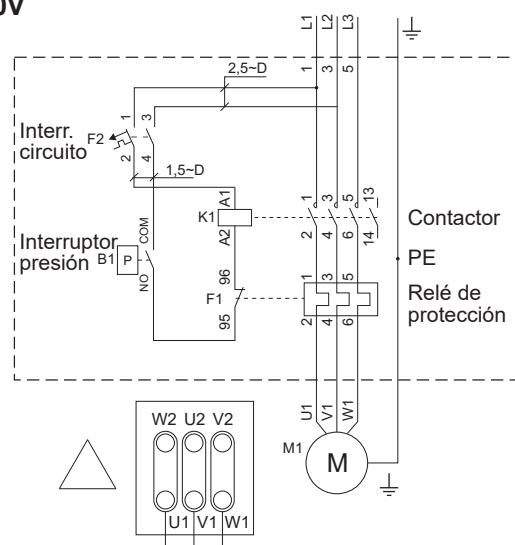 0V
L1 L2 L3
1 3 5
2,5~D
1 3
Interr.
circuito
F2
2 4
1,5~D
A1
K1
A2
1 3 5 13
2 4 6 14
Contactor
Interruptor
presión
B1 P
COM
NO
PE
96
F1
95
1 3 5
2 4 6
Relé de
protección
U1 V1 W1
M1
M
W2 U2 V2
U1 V1 W1